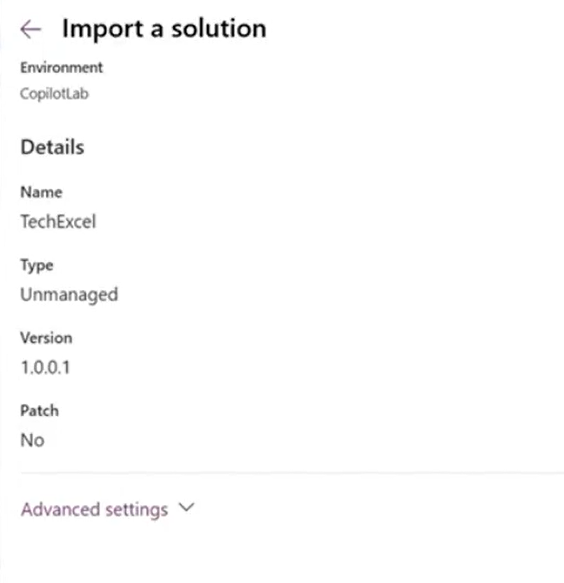 Import a solution
Environment
CopilotLab
Details
Name
TechExcel
Type
Unmanaged
Version
1.0.0.1
Patch
No
Advanced settings